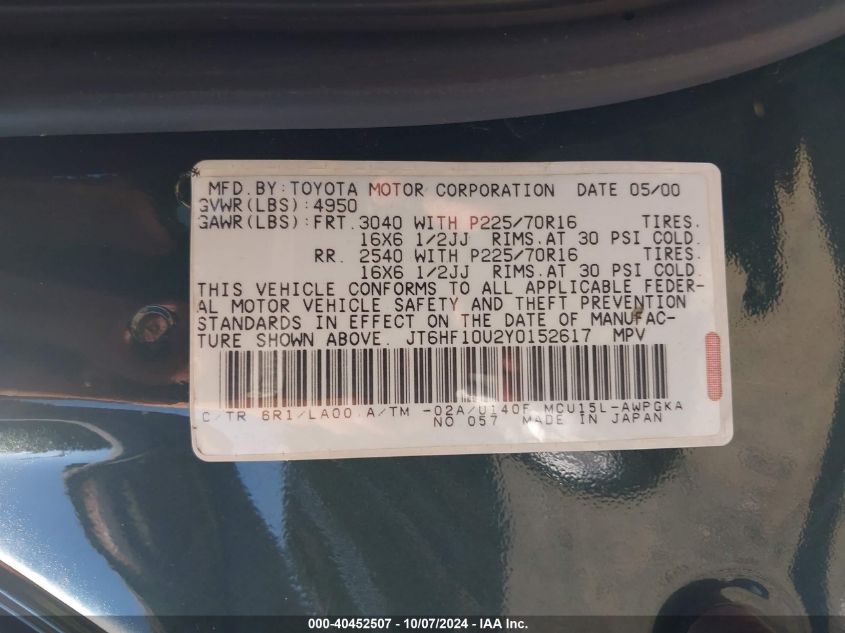 MFD. BY: TOYOTA MOTOR CORPORATION DATE 05/00
GVWR(LBS): 4950
GAWR(LBS): FRT. 3040 WITH P225/70R16 TIRES.
16X6 1/2JJ RIMS. AT 30 PSI COLD.
RR. 2540 WITH P225/70R16 TIRES.
16X6 1/2JJ RIMS. AT 30 PSI COLD.
THIS VEHICLE CONFORMS TO ALL APPLICABLE FEDER-
AL MOTOR VEHICLE SAFETY AND THEFT PREVENTION
STANDARDS IN EFFECT ON THE DATE OF MANUFAC-
TURE SHOWN ABOVE. JT6HF10U2Y0152617 MPV
C/TR 6R1/LA00 A/TM -02A/U140F MCU15L-AWPGKA
NO 057 MADE IN JAPAN
000-40452507 - 10/07/2024 - IAAI - Copyright IAA, Inc.